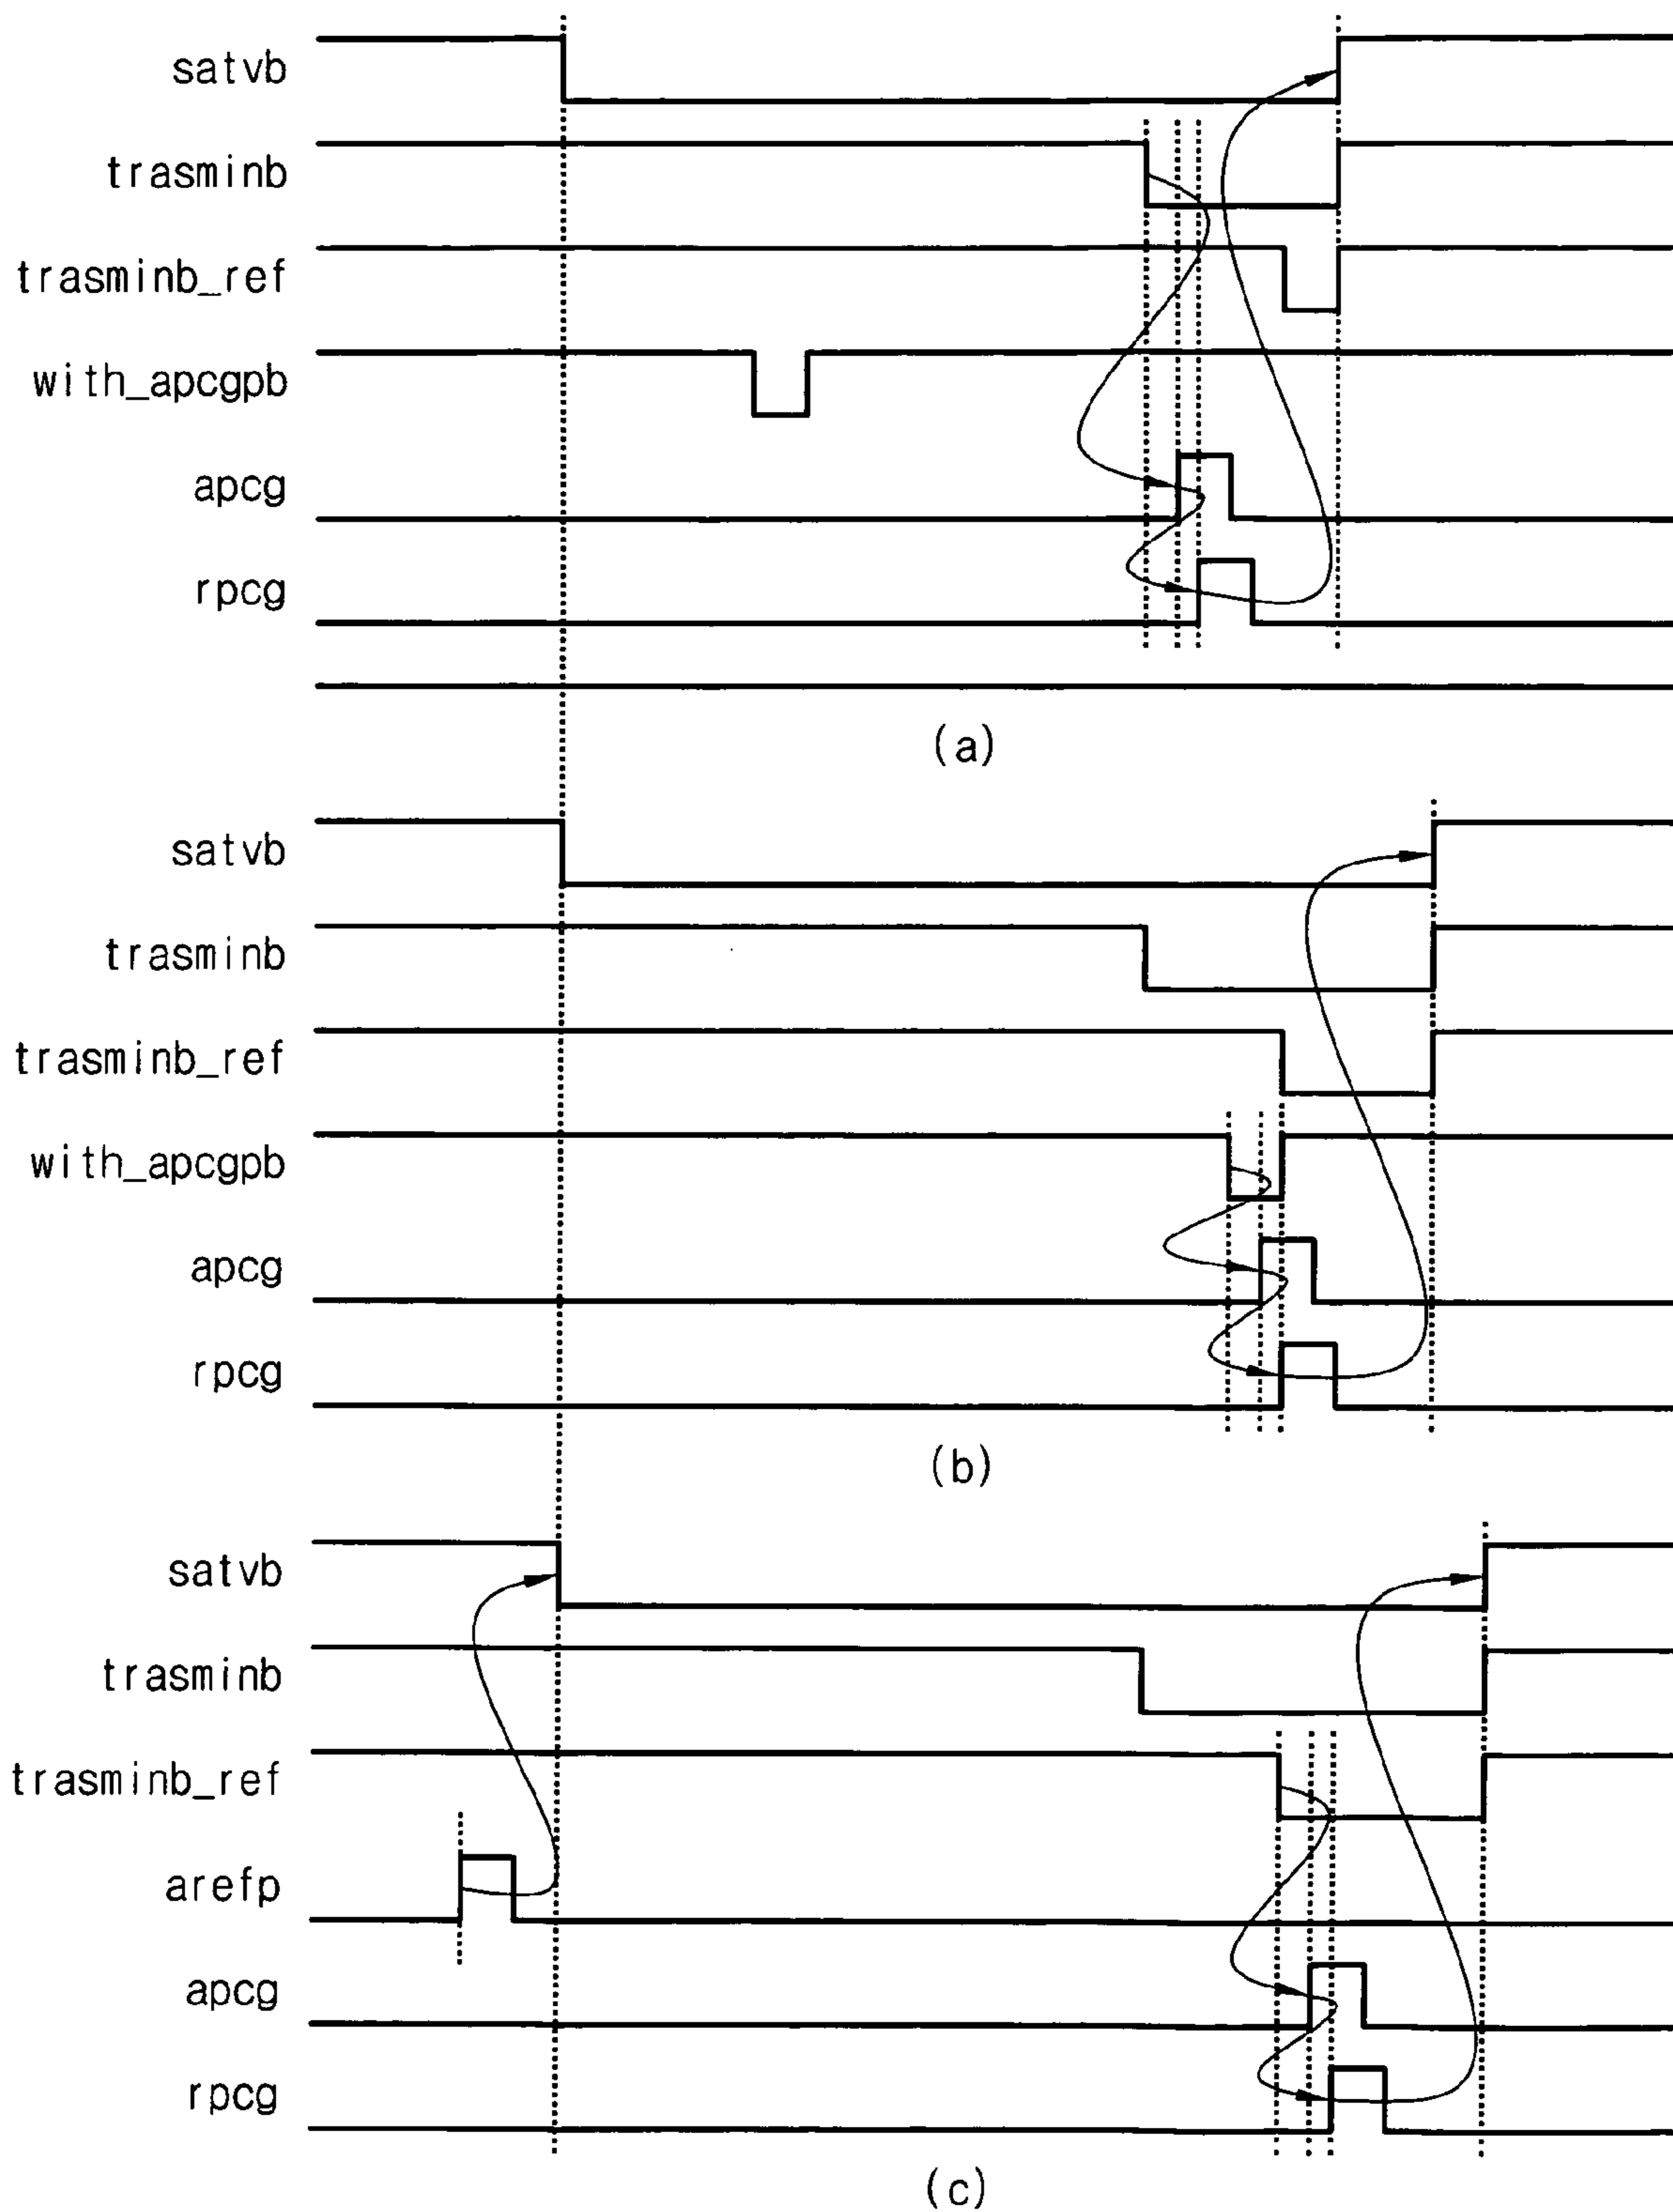 satvb
trasminb
trasminb_ref
with_apcgpb
apcg
rpcg
(a)
satvb
trasminb
trasminb_ref
with_apcgpb
apcg
rpcg
(b)
satvb
trasminb
trasminb_ref
arefp
apcg
rpcg
(c)